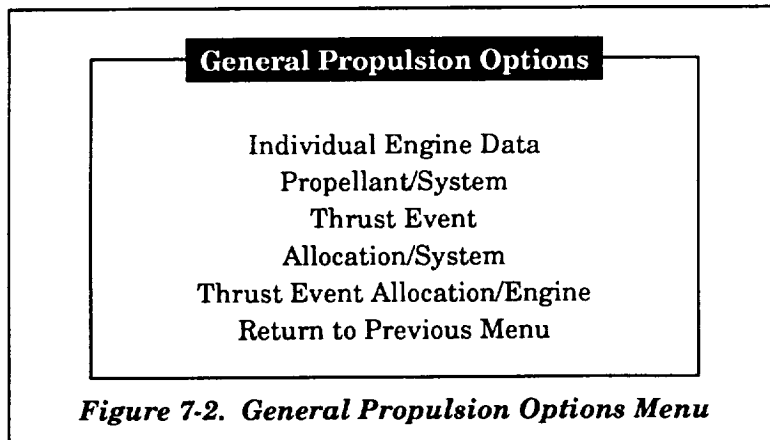 General Propulsion Options
Individual Engine Data
Propellant/System
Thrust Event
Allocation/System
Thrust Event Allocation/Engine
Return to Previous Menu
Figure 7-2. General Propulsion Options Menu